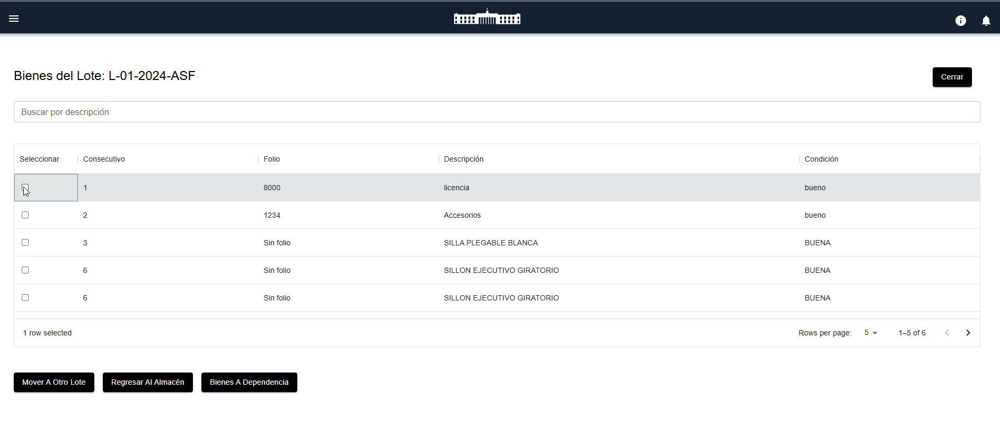 Bienes del Lote: L-01-2024-ASF
Cerrar
Buscar por descripción
Seleccionar Consecutivo Folio Descripción Condición
1 8000 licencia bueno
2 1234 Accesorios bueno
3 Sin folio SILLA PLEGABLE BLANCA BUENA
6 Sin folio SILLON EJECUTIVO GIRATORIO BUENA
6 Sin folio SILLON EJECUTIVO GIRATORIO BUENA
1 row selected Rows per page: 5 1–5 of 6
Mover A Otro Lote Regresar Al Almacén Bienes A Dependencia